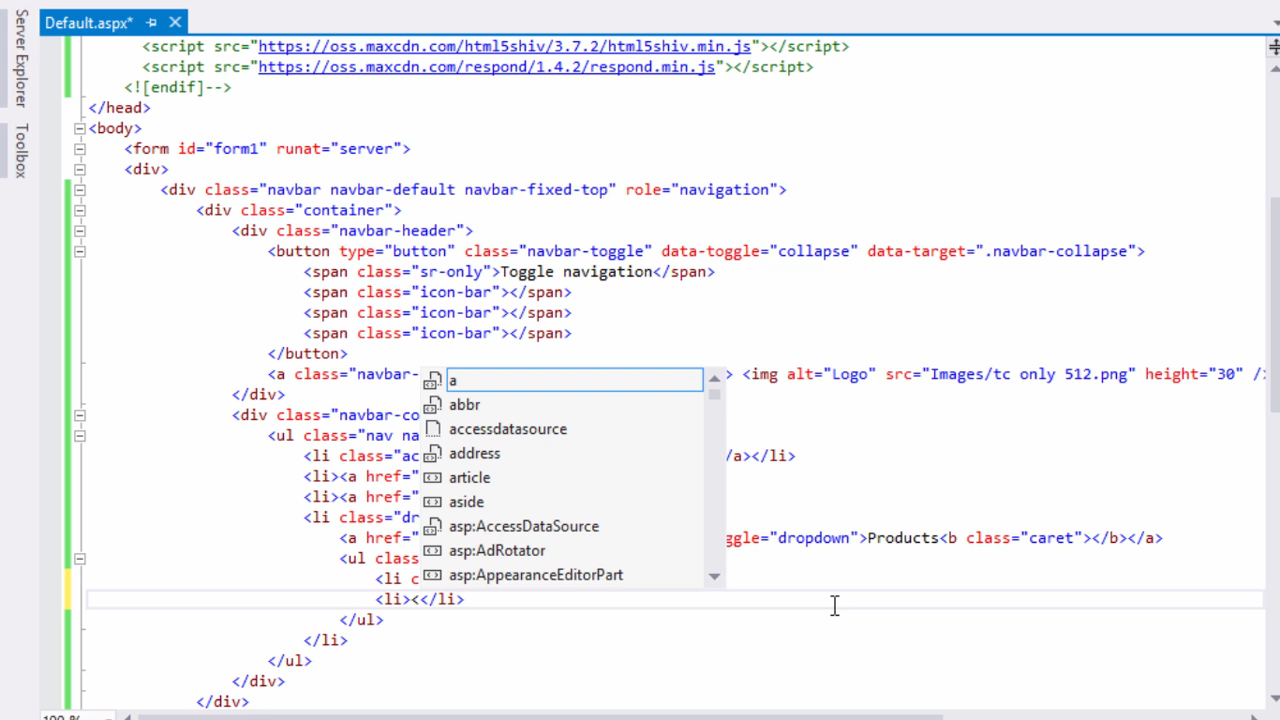 Server Explorer
Toolbox
Default.aspx*
<script src="https://oss.maxcdn.com/html5shiv/3.7.2/html5shiv.min.js"></script>
<script src="https://oss.maxcdn.com/respond/1.4.2/respond.min.js"></script>
<![endif]-->
</head>
<body>
<form id="form1" runat="server">
<div>
<div class="navbar navbar-default navbar-fixed-top" role="navigation">
<div class="container">
<div class="navbar-header">
<button type="button" class="navbar-toggle" data-toggle="collapse" data-target=".navbar-collapse">
<span class="sr-only">Toggle navigation</span>
<span class="icon-bar"></span>
<span class="icon-bar"></span>
<span class="icon-bar"></span>
</button>
<a class="navbar- > <img alt="Logo" src="Images/tc only 512.png" height="30" />
</div>
<div class="navbar-co
<ul class="nav na
<li class="ac /a></li>
<li><a href="
<li><a href="
<li class="dr
<a href=" ggle="dropdown">Products<b class="caret"></b></a>
<ul class
<li c
<li><</li>
</ul>
</li>
</ul>
</div>
</div>
a
abbr
accessdatasource
address
article
aside
asp:AccessDataSource
asp:AdRotator
asp:AppearanceEditorPart